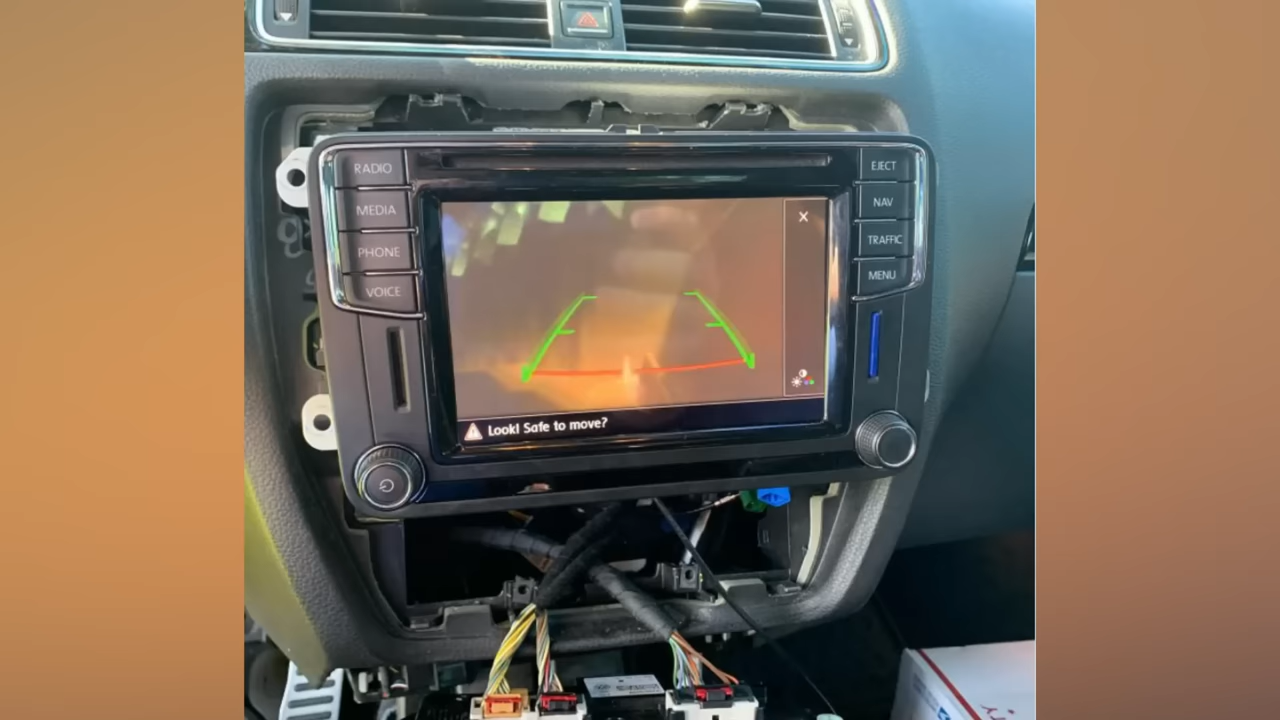 RADIO
MEDIA
PHONE
VOICE
EJECT
NAV
TRAFFIC
MENU
Look! Safe to move?